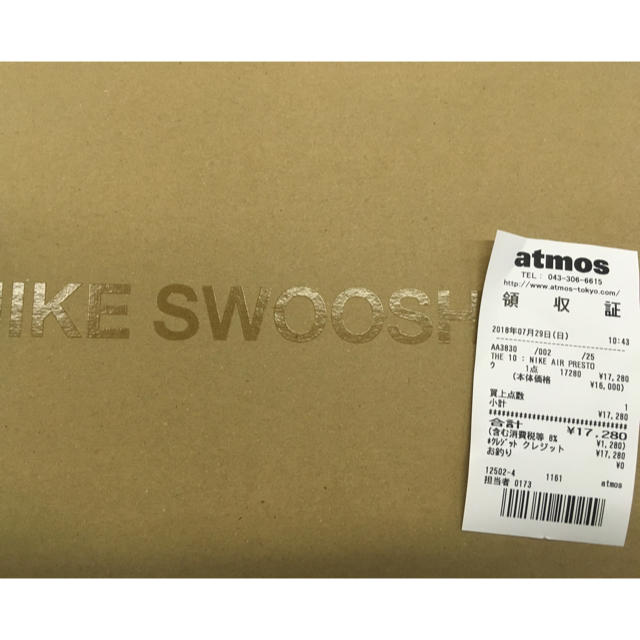 NIKE SWOOSH
atmos
TEL: 043-306-6615
http://www.atmos-tokyo.com/
領 収 証
2018年07月29日(日) 10:43
AA3830 /002 /25
THE 10 : NIKE AIR PRESTO
ウ 1点 17280 ¥17,280
(本体価格 ¥16,000)
買上点数 1
小計 ¥17,280
合計 ¥17,280
(含む消費税等 8% ¥1,280)
#クレジット クレジット ¥17,280
お釣り ¥0
12502-4 1161
担当者 0173 atmos